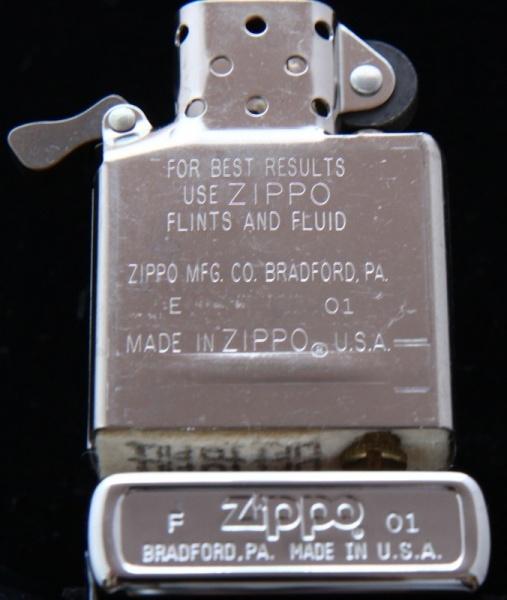 FOR BEST RESULTS
USE ZIPPO
FLINTS AND FLUID
ZIPPO MFG. CO. BRADFORD, PA.
E 01
MADE IN ZIPPO® U.S.A.
F Zippo 01
BRADFORD, PA. MADE IN U.S.A.